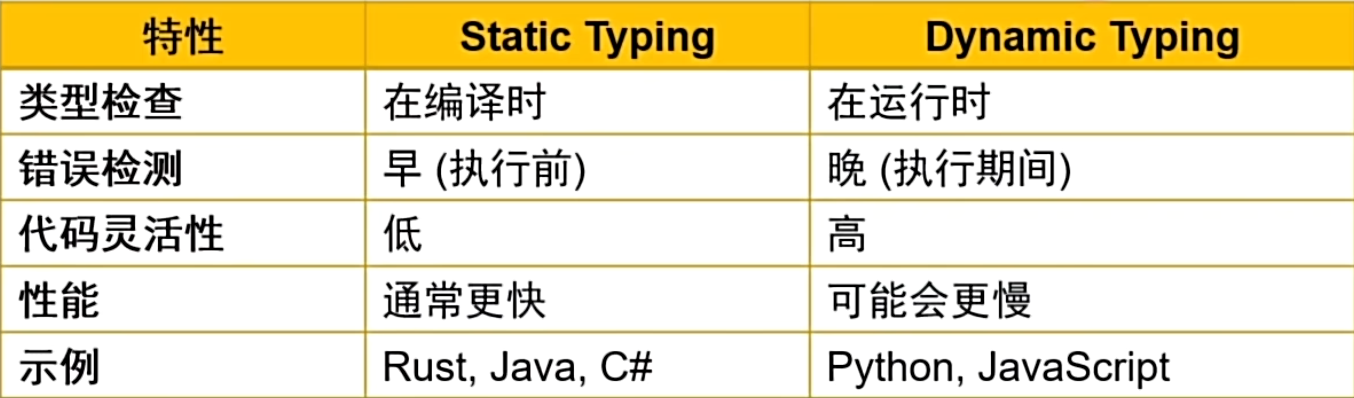 特性 Static Typing Dynamic Typing
类型检查 在编译时 在运行时
错误检测 早 (执行前) 晚 (执行期间)
代码灵活性 低 高
性能 通常更快 可能会更慢
示例 Rust, Java, C# Python, JavaScript